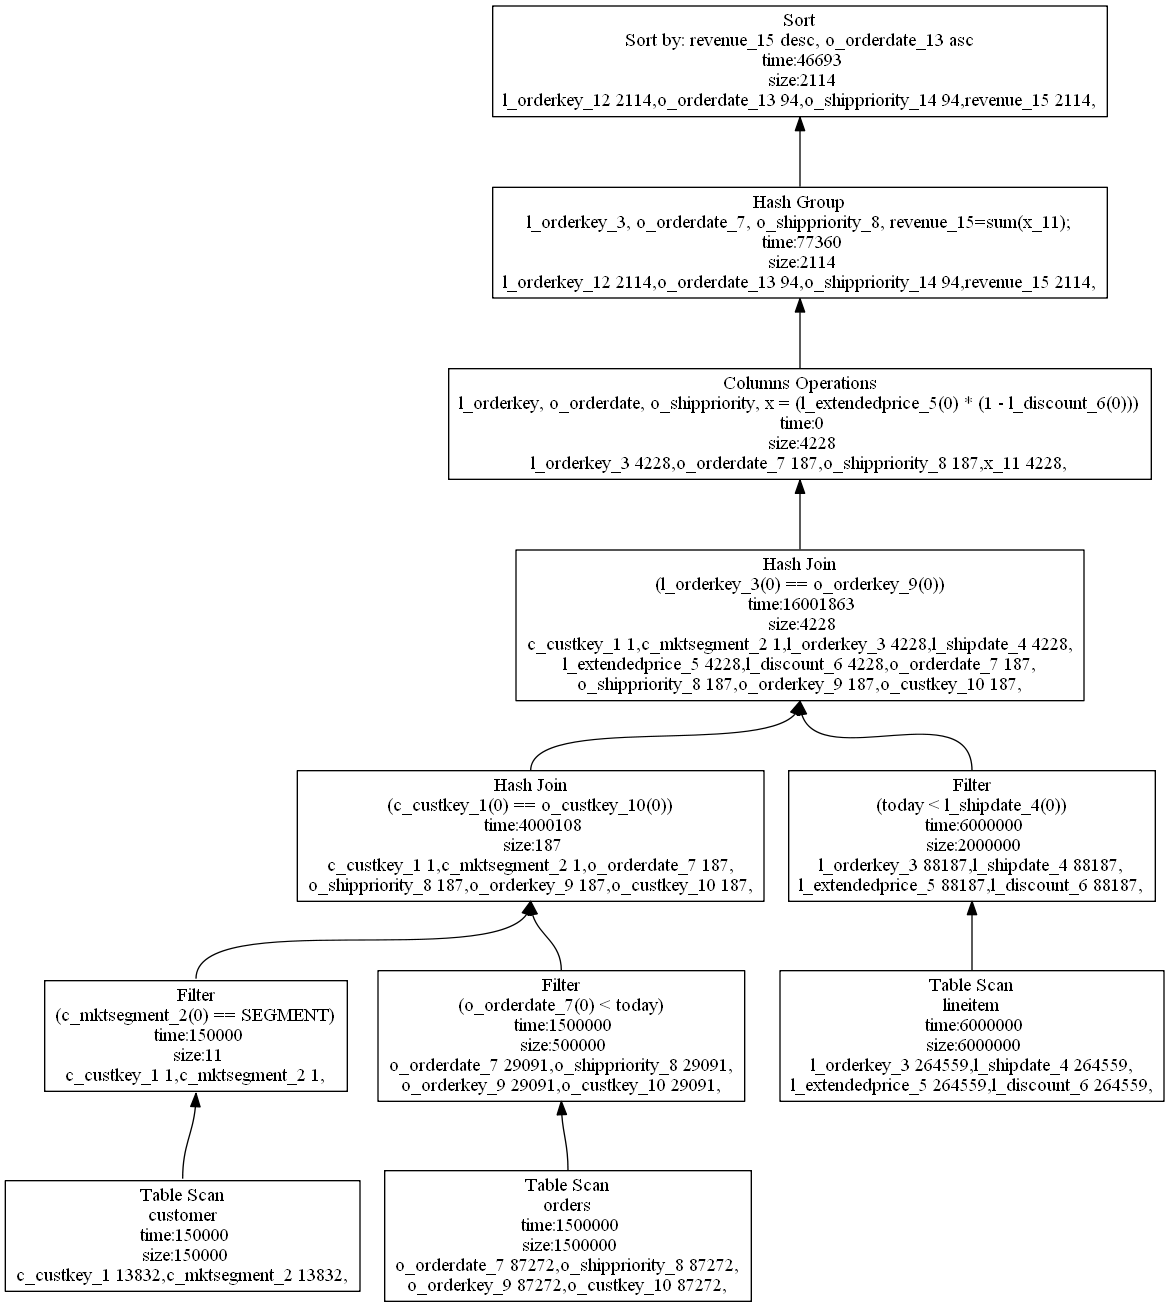 Sort
Sort by: revenue_15 desc, o_orderdate_13 asc
time:46693
size:2114
l_orderkey_12 2114,o_orderdate_13 94,o_shippriority_14 94,revenue_15 2114,
Hash Group
l_orderkey_3, o_orderdate_7, o_shippriority_8, revenue_15=sum(x_11);
time:77360
size:2114
l_orderkey_12 2114,o_orderdate_13 94,o_shippriority_14 94,revenue_15 2114,
Columns Operations
l_orderkey, o_orderdate, o_shippriority, x = (l_extendedprice_5(0) * (1 - l_discount_6(0)))
time:0
size:4228
l_orderkey_3 4228,o_orderdate_7 187,o_shippriority_8 187,x_11 4228,
Hash Join
(l_orderkey_3(0) == o_orderkey_9(0))
time:16001863
size:4228
c_custkey_1 1,c_mktsegment_2 1,l_orderkey_3 4228,l_shipdate_4 4228,
l_extendedprice_5 4228,l_discount_6 4228,o_orderdate_7 187,
o_shippriority_8 187,o_orderkey_9 187,o_custkey_10 187,
Hash Join
(c_custkey_1(0) == o_custkey_10(0))
time:4000108
size:187
c_custkey_1 1,c_mktsegment_2 1,o_orderdate_7 187,
o_shippriority_8 187,o_orderkey_9 187,o_custkey_10 187,
Filter
(today < l_shipdate_4(0))
time:6000000
size:2000000
l_orderkey_3 88187,l_shipdate_4 88187,
l_extendedprice_5 88187,l_discount_6 88187,
Filter
(c_mktsegment_2(0) == SEGMENT)
time:150000
size:11
c_custkey_1 1,c_mktsegment_2 1,
Filter
(o_orderdate_7(0) < today)
time:1500000
size:500000
o_orderdate_7 29091,o_shippriority_8 29091,
o_orderkey_9 29091,o_custkey_10 29091,
Table Scan
lineitem
time:6000000
size:6000000
l_orderkey_3 264559,l_shipdate_4 264559,
l_extendedprice_5 264559,l_discount_6 264559,
Table Scan
customer
time:150000
size:150000
c_custkey_1 13832,c_mktsegment_2 13832,
Table Scan
orders
time:1500000
size:1500000
o_orderdate_7 87272,o_shippriority_8 87272,
o_orderkey_9 87272,o_custkey_10 87272,